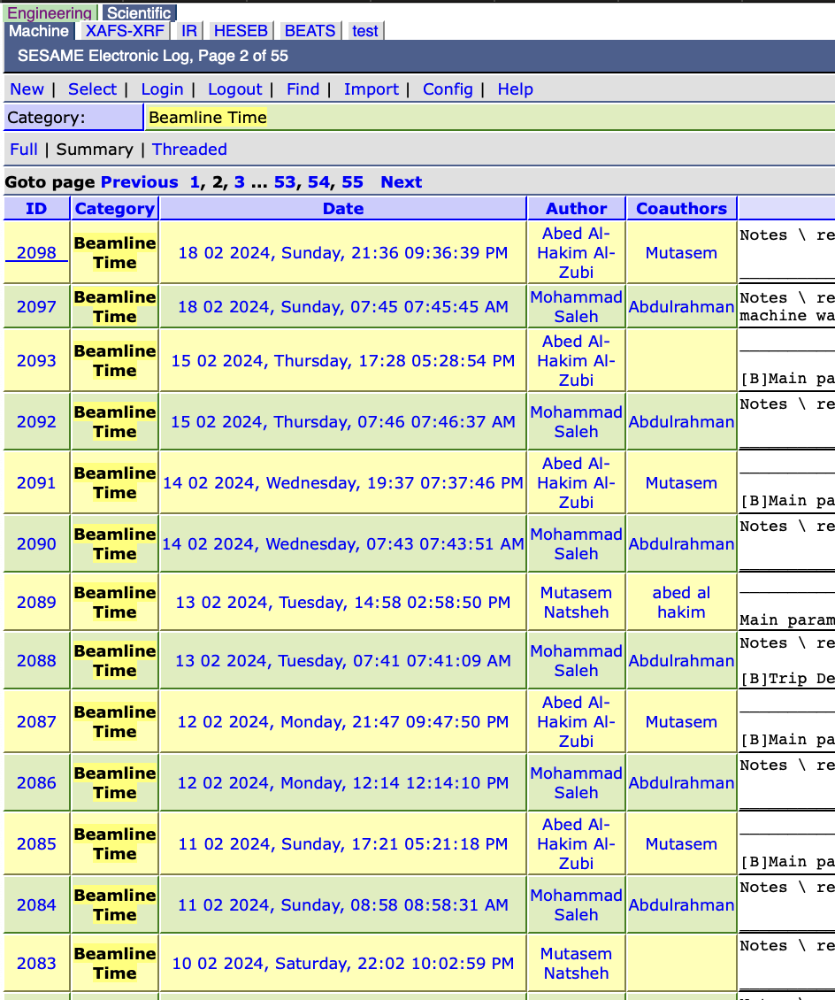 Engineering Scientific
Machine XAFS-XRF IR HESEB BEATS test
SESAME Electronic Log, Page 2 of 55
New | Select | Login | Logout | Find | Import | Config | Help
Category: Beamline Time
Full | Summary | Threaded
Goto page Previous 1, 2, 3 ... 53, 54, 55 Next
ID Category Date Author Coauthors
2098 Beamline Time 18 02 2024, Sunday, 21:36 09:36:39 PM Abed Al-Hakim Al-Zubi Mutasem Notes \ re
2097 Beamline Time 18 02 2024, Sunday, 07:45 07:45:45 AM Mohammad Saleh Abdulrahman Notes \ re
machine wa
2093 Beamline Time 15 02 2024, Thursday, 17:28 05:28:54 PM Abed Al-Hakim Al-Zubi [B]Main pa
2092 Beamline Time 15 02 2024, Thursday, 07:46 07:46:37 AM Mohammad Saleh Abdulrahman Notes \ re
2091 Beamline Time 14 02 2024, Wednesday, 19:37 07:37:46 PM Abed Al-Hakim Al-Zubi Mutasem [B]Main pa
2090 Beamline Time 14 02 2024, Wednesday, 07:43 07:43:51 AM Mohammad Saleh Abdulrahman Notes \ re
2089 Beamline Time 13 02 2024, Tuesday, 14:58 02:58:50 PM Mutasem Natsheh abed al hakim Main param
2088 Beamline Time 13 02 2024, Tuesday, 07:41 07:41:09 AM Mohammad Saleh Abdulrahman Notes \ re
[B]Trip De
2087 Beamline Time 12 02 2024, Monday, 21:47 09:47:50 PM Abed Al-Hakim Al-Zubi Mutasem [B]Main pa
2086 Beamline Time 12 02 2024, Monday, 12:14 12:14:10 PM Mohammad Saleh Abdulrahman Notes \ re
2085 Beamline Time 11 02 2024, Sunday, 17:21 05:21:18 PM Abed Al-Hakim Al-Zubi Mutasem [B]Main pa
2084 Beamline Time 11 02 2024, Sunday, 08:58 08:58:31 AM Mohammad Saleh Abdulrahman Notes \ re
2083 Beamline Time 10 02 2024, Saturday, 22:02 10:02:59 PM Mutasem Natsheh Notes \ re